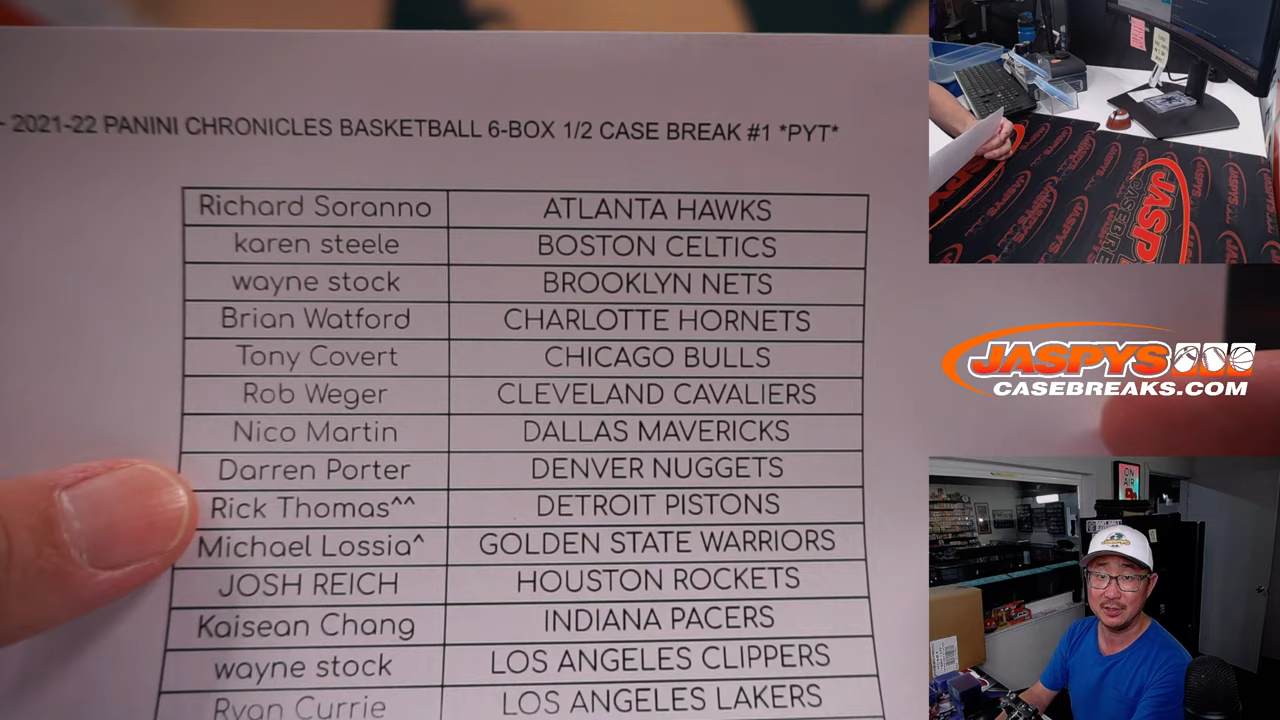 - 2021-22 PANINI CHRONICLES BASKETBALL 6-BOX 1/2 CASE BREAK #1 *PYT*
Richard Soranno ATLANTA HAWKS
karen steele BOSTON CELTICS
wayne stock BROOKLYN NETS
Brian Watford CHARLOTTE HORNETS
Tony Covert CHICAGO BULLS
Rob Weger CLEVELAND CAVALIERS
Nico Martin DALLAS MAVERICKS
Darren Porter DENVER NUGGETS
Rick Thomas^^ DETROIT PISTONS
Michael Lossia^ GOLDEN STATE WARRIORS
JOSH REICH HOUSTON ROCKETS
Kaisean Chang INDIANA PACERS
wayne stock LOS ANGELES CLIPPERS
Ryan Currie LOS ANGELES LAKERS
JASPYS
CASEBREAKS.COM
ON
AIR